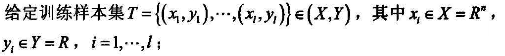 给定训练样本集 T = {(x₁, y₁), ⋯, (xₗ, yₗ)} ∈ (X, Y)，其中 xᵢ ∈ X = Rⁿ，
yᵢ ∈ Y = R，i = 1, ⋯, l；